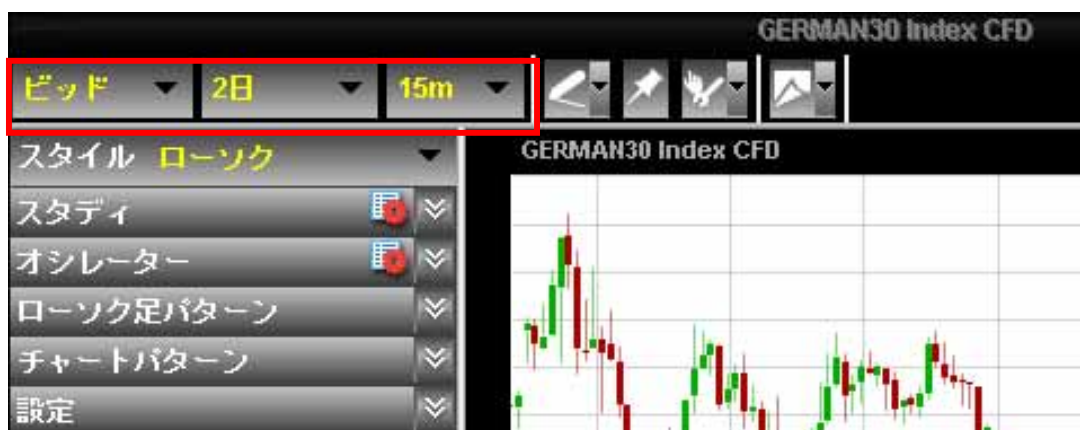 GERMAN30 Index CFD
ビッド 2日 15m
スタイル ローソク
GERMAN30 Index CFD
スタディ
オシレーター
ローソク足パターン
チャートパターン
設定